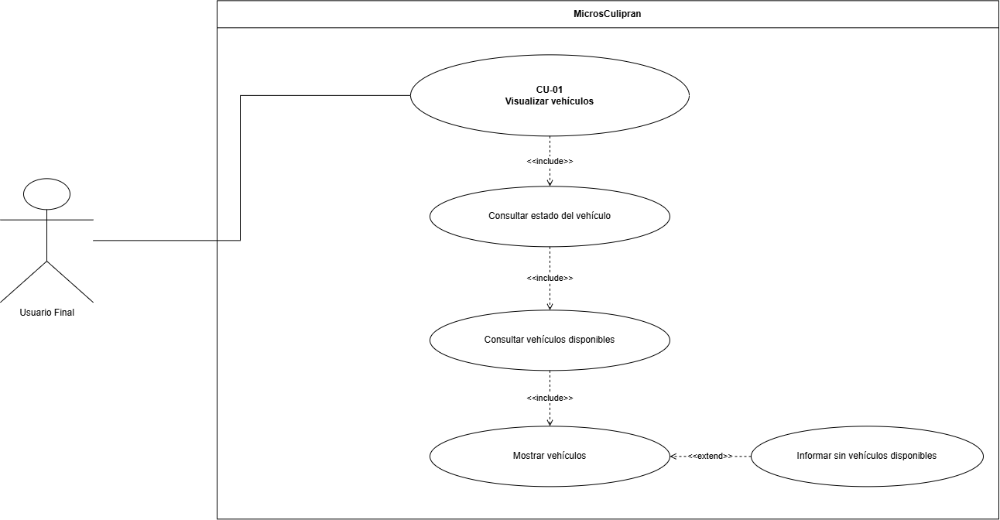 MicrosCulipran
CU-01
Visualizar vehículos
<<include>>
Consultar estado del vehículo
<<include>>
Consultar vehículos disponibles
<<include>>
Mostrar vehículos
<<extend>>
Informar sin vehículos disponibles
Usuario Final